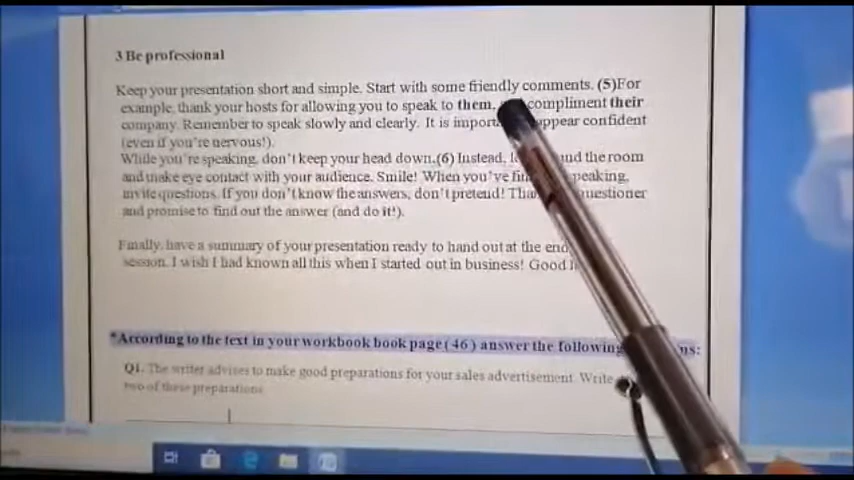 3 Be professional
Keep your presentation short and simple. Start with some friendly comments. (5)For
example, thank your hosts for allowing you to speak to them, compliment their
company. Remember to speak slowly and clearly. It is appear confident
(even if you're nervous!).
While you're speaking, don't keep your head down.(6) Instead, the room
and make eye contact with your audience. Smile! When you've speaking,
invite questions. If you don't know the answers, don't pretend! questioner
and promise to find out the answer (and do it!).
Finally, have a summary of your presentation ready to hand out at the end
session. I wish I had known all this when I started out in business! Good
*According to the text in your workbook book page ( 46 ) answer the following
Q1. The writer advises to make good preparations for your sales advertisement. Write
two of these preparations